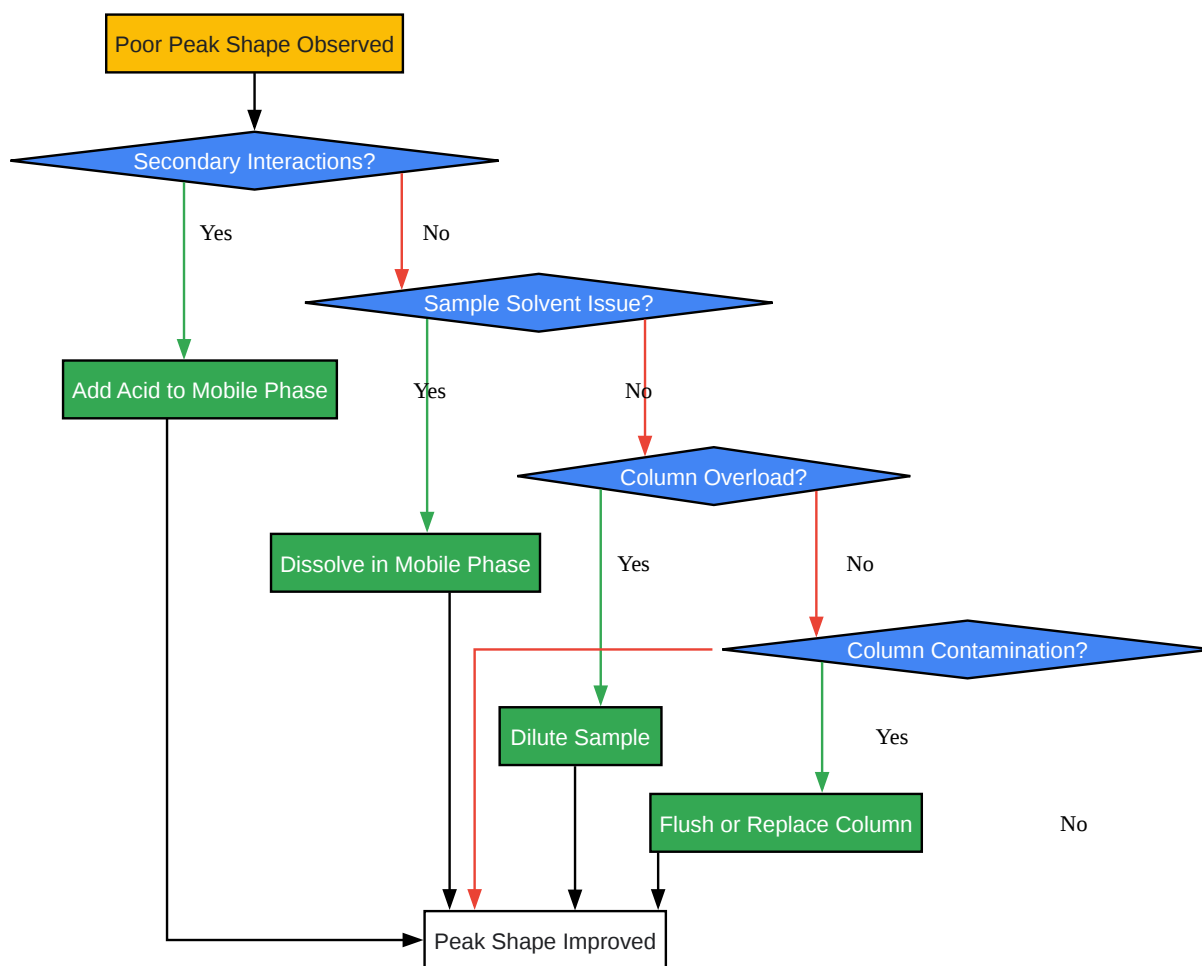 Poor Peak Shape Observed
Secondary Interactions?
Yes
No
Sample Solvent Issue?
Add Acid to Mobile Phase
Yes
No
Column Overload?
Dissolve in Mobile Phase
Yes
No
Column Contamination?
Dilute Sample
Yes
Flush or Replace Column
No
Peak Shape Improved